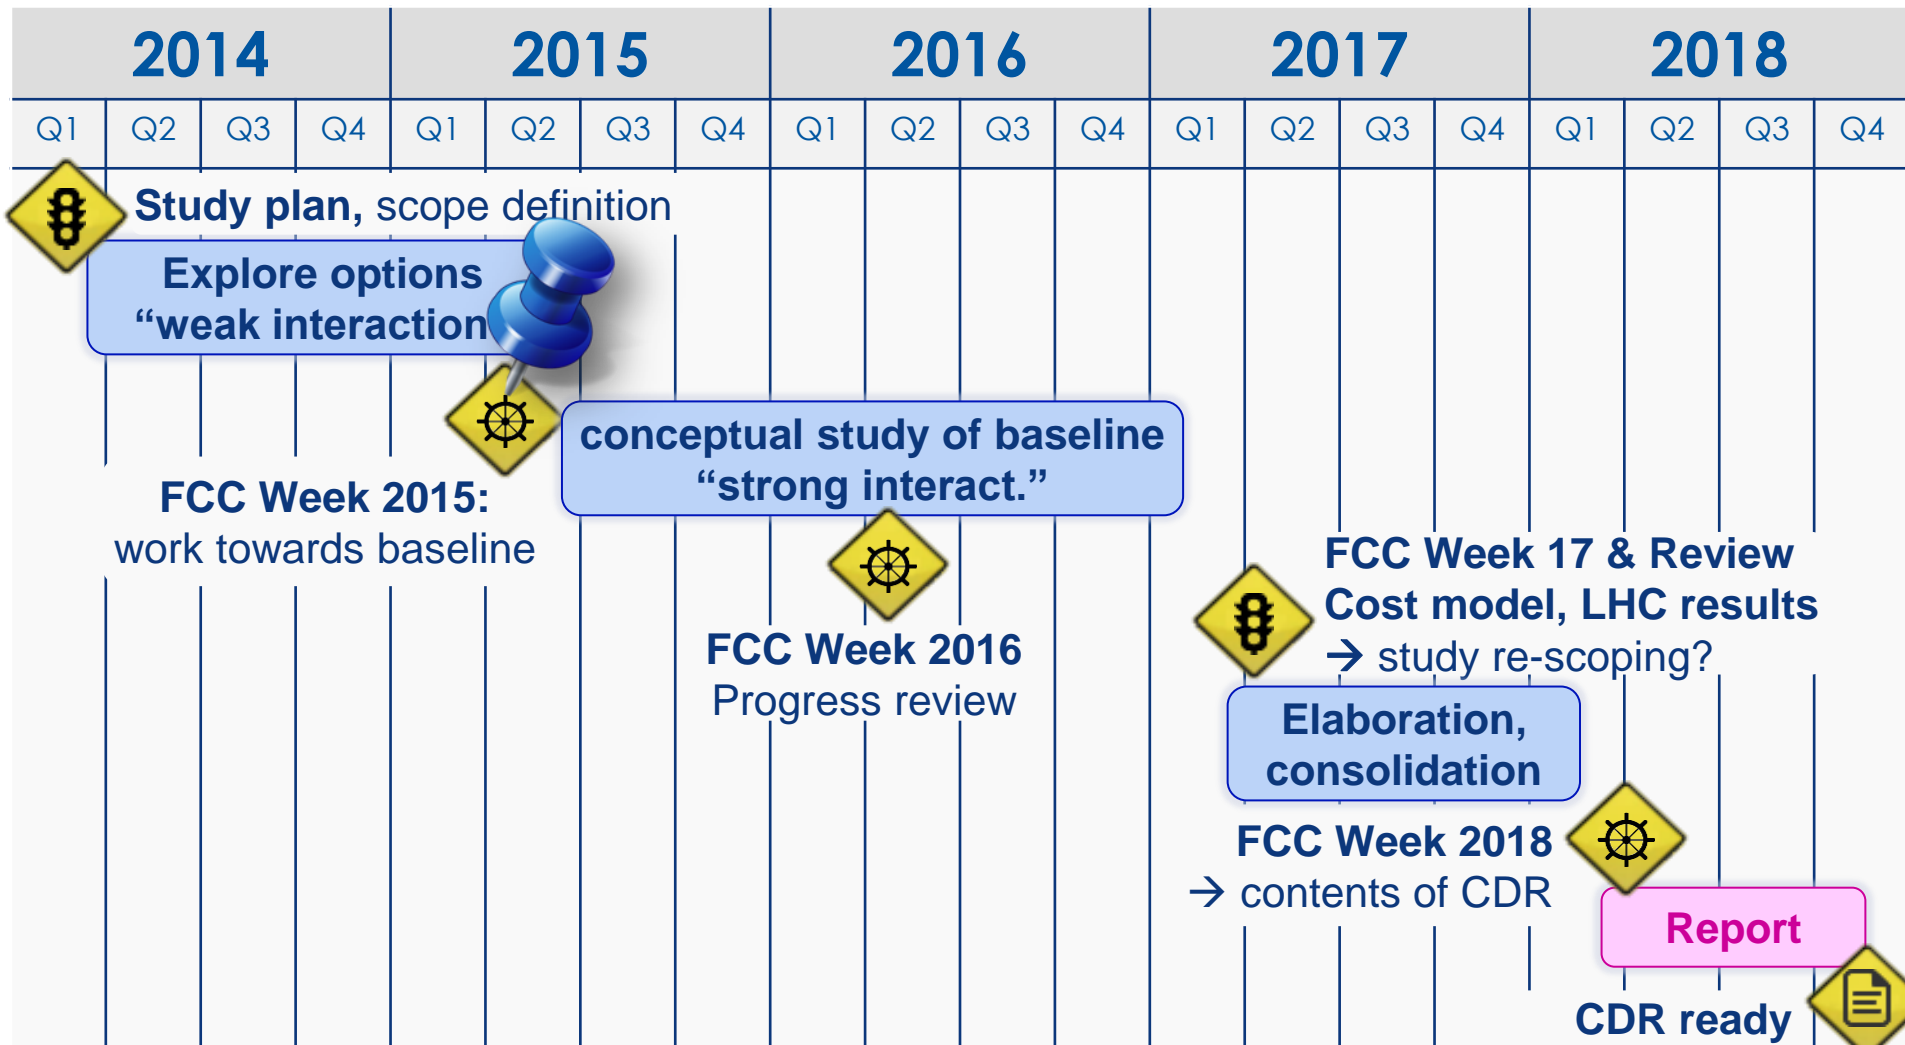 2014 2015 2016 2017 2018
Q1 Q2 Q3 Q4 Q1 Q2 Q3 Q4 Q1 Q2 Q3 Q4 Q1 Q2 Q3 Q4 Q1 Q2 Q3 Q4
Study plan, scope definition
Explore options
“weak interaction
conceptual study of baseline
“strong interact.”
FCC Week 2015:
work towards baseline
FCC Week 2016
Progress review
FCC Week 17 & Review
Cost model, LHC results
→ study re-scoping?
Elaboration,
consolidation
FCC Week 2018
→ contents of CDR
Report
CDR ready